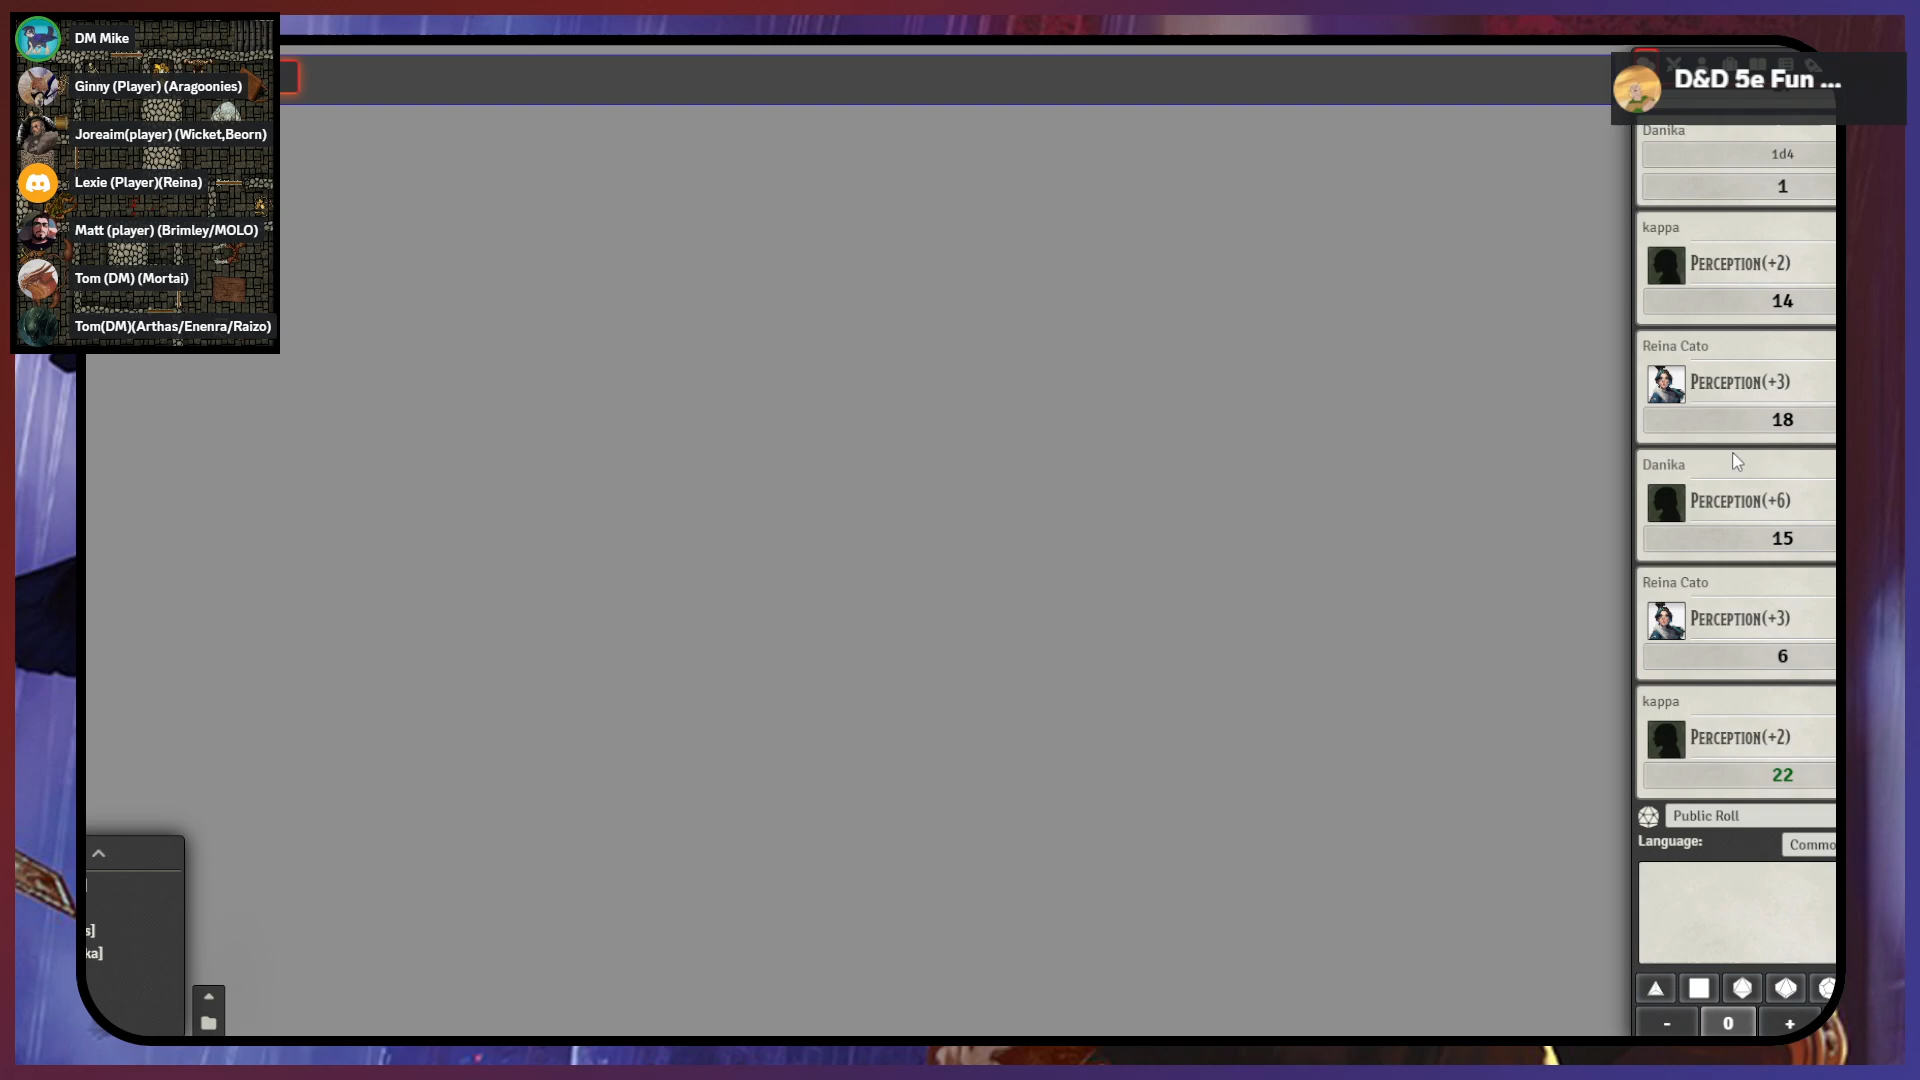 DM Mike
Ginny (Player) (Aragoonies)
Joreaim(player) (Wicket,Beorn)
Lexie (Player)(Reina)
Matt (player) (Brimley/MOLO)
Tom (DM) (Mortai)
Tom(DM)(Arthas/Enenra/Raizo)
D&D 5e Fun ...
Danika
1d4
1
kappa
PERCEPTION(+2)
14
Reina Cato
PERCEPTION(+3)
18
Danika
PERCEPTION(+6)
15
Reina Cato
PERCEPTION(+3)
6
kappa
PERCEPTION(+2)
22
Public Roll
Language:
Commo
- 0 +
]
s]
ka]